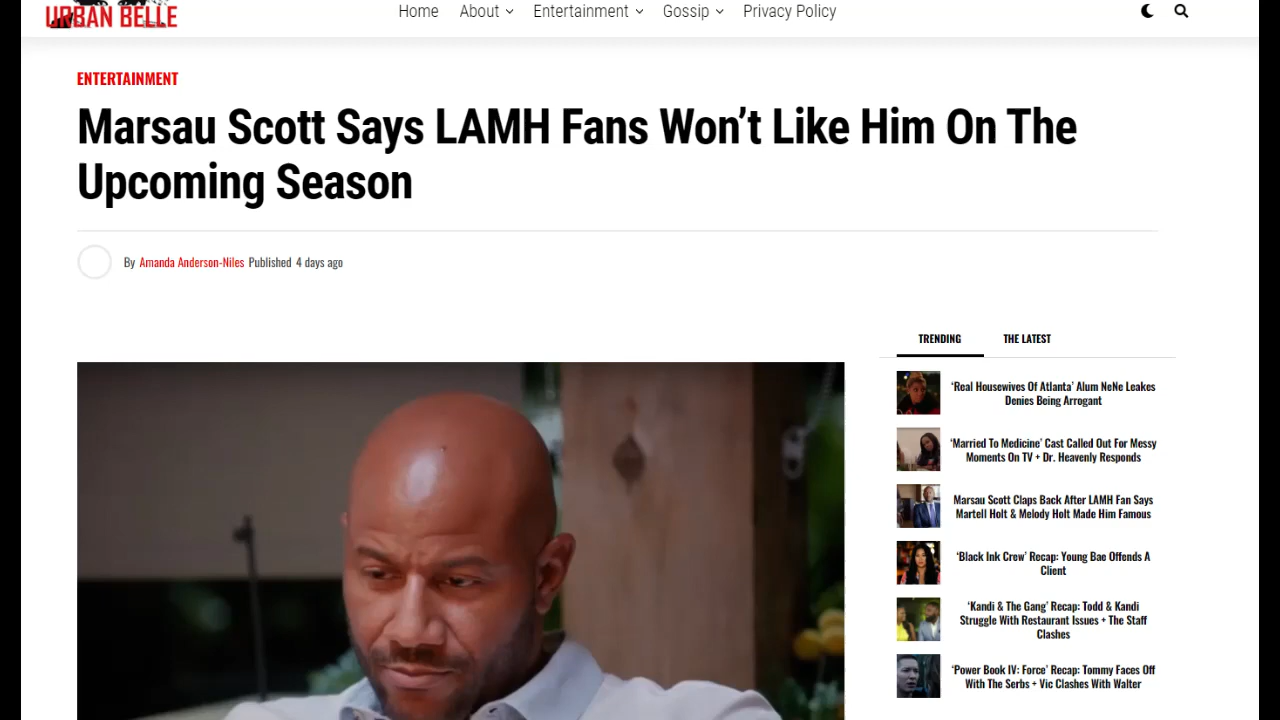 URBAN BELLE
Home About Entertainment Gossip Privacy Policy
ENTERTAINMENT
Marsau Scott Says LAMH Fans Won’t Like Him On The
Upcoming Season
By Amanda Anderson-Niles Published 4 days ago
TRENDING THE LATEST
‘Real Housewives Of Atlanta’ Alum NeNe Leakes
Denies Being Arrogant
‘Married To Medicine’ Cast Called Out For Messy
Moments On TV + Dr. Heavenly Responds
Marsau Scott Claps Back After LAMH Fan Says
Martell Holt & Melody Holt Made Him Famous
‘Black Ink Crew’ Recap: Young Bae Offends A
Client
‘Kandi & The Gang’ Recap: Todd & Kandi
Struggle With Restaurant Issues + The Staff
Clashes
‘Power Book IV: Force’ Recap: Tommy Faces Off
With The Serbs + Vic Clashes With Walter